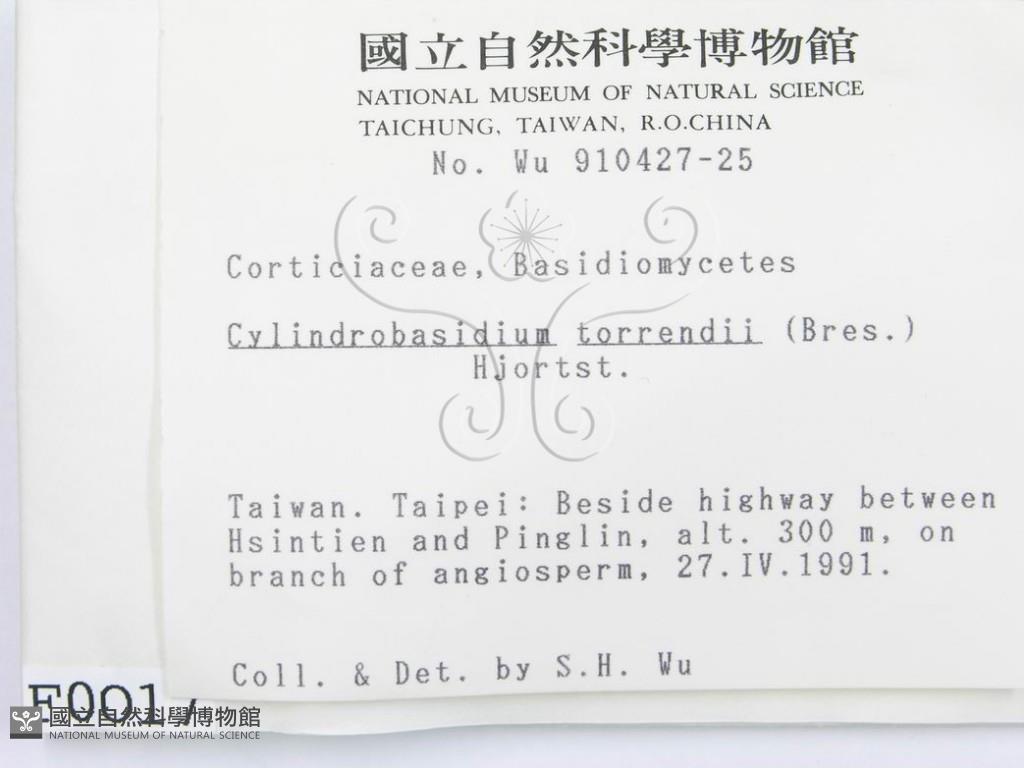 國立自然科學博物館
NATIONAL MUSEUM OF NATURAL SCIENCE
TAICHUNG, TAIWAN, R.O.CHINA
No. Wu 910427-25
Corticiaceae, Basidiomycetes
Cylindrobasidium torrendii (Bres.)
Hjortst.
Taiwan. Taipei: Beside highway between
Hsintien and Pinglin, alt. 300 m, on
branch of angiosperm, 27.IV.1991.
Coll. & Det. by S.H. Wu
國立自然科學博物館
NATIONAL MUSEUM OF NATURAL SCIENCE